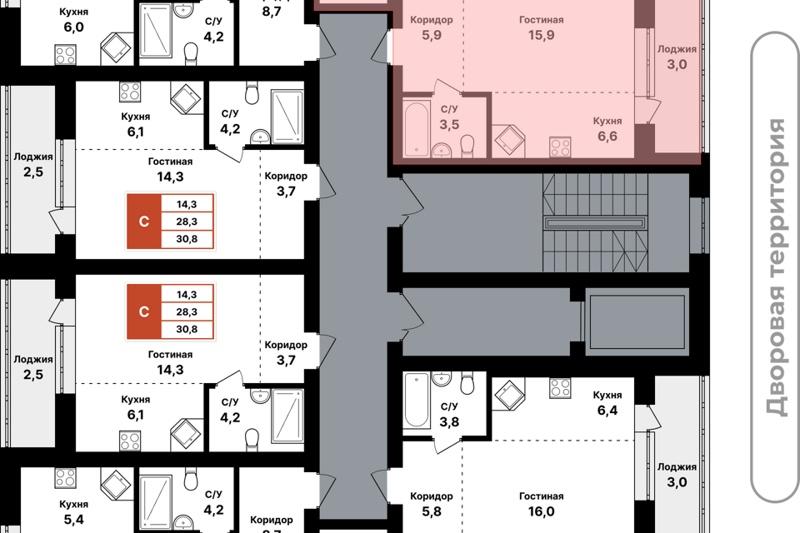 Кухня
6,0
С/У
4,2
8,7
Коридор
5,9
Гостиная
15,9
Лоджия
3,0
С/У
3,5
Кухня
6,6
Кухня
6,1
С/У
4,2
Лоджия
2,5
Гостиная
14,3
Коридор
3,7
С
14,3
28,3
30,8
С
14,3
28,3
30,8
Лоджия
2,5
Гостиная
14,3
Коридор
3,7
Кухня
6,1
С/У
4,2
С/У
3,8
Кухня
6,4
Лоджия
3,0
Кухня
5,4
С/У
4,2
Коридор
5,8
Гостиная
16,0
Дворовая территория